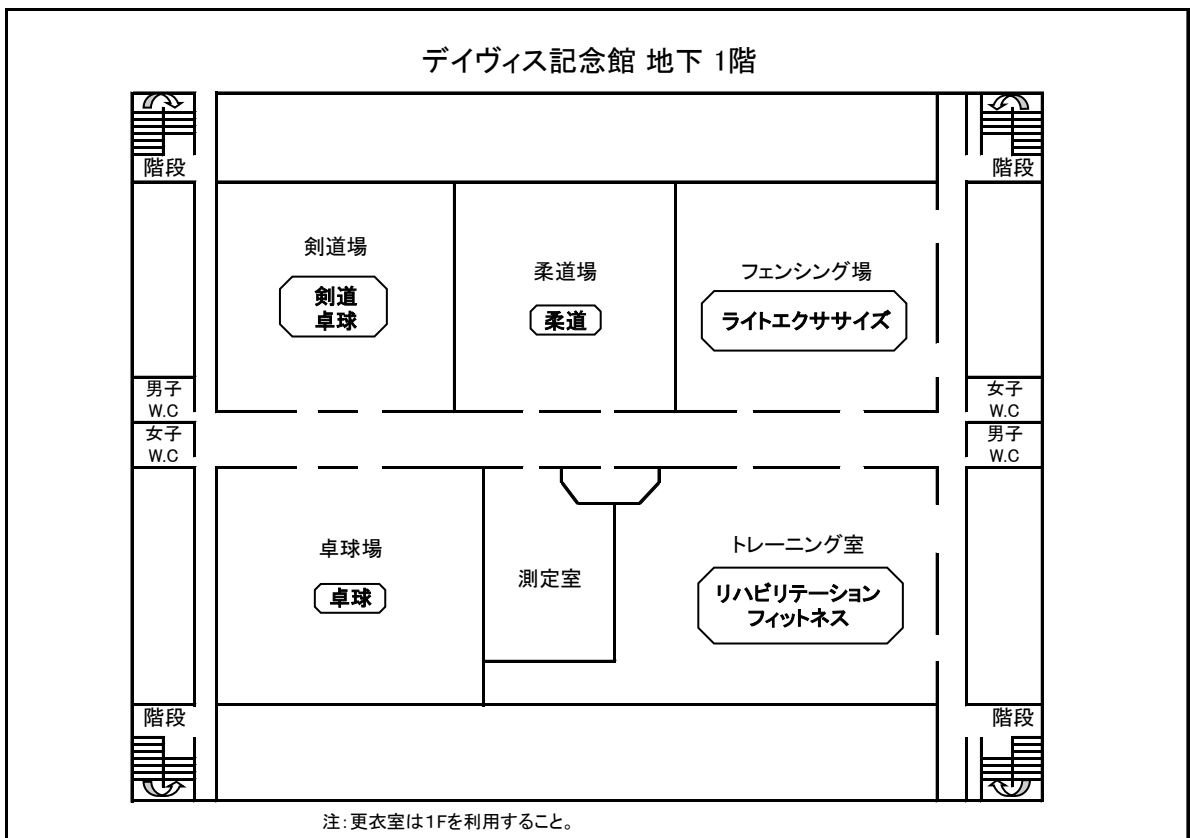 デイヴィス記念館 地下 1階
階段
階段
剣道場
剣道
卓球
柔道場
柔道
フェンシング場
ライトエクササイズ
男子
W.C
女子
W.C
女子
W.C
男子
W.C
卓球場
卓球
測定室
トレーニング室
リハビリテーション
フィットネス
階段
階段
注:更衣室は1Fを利用すること。